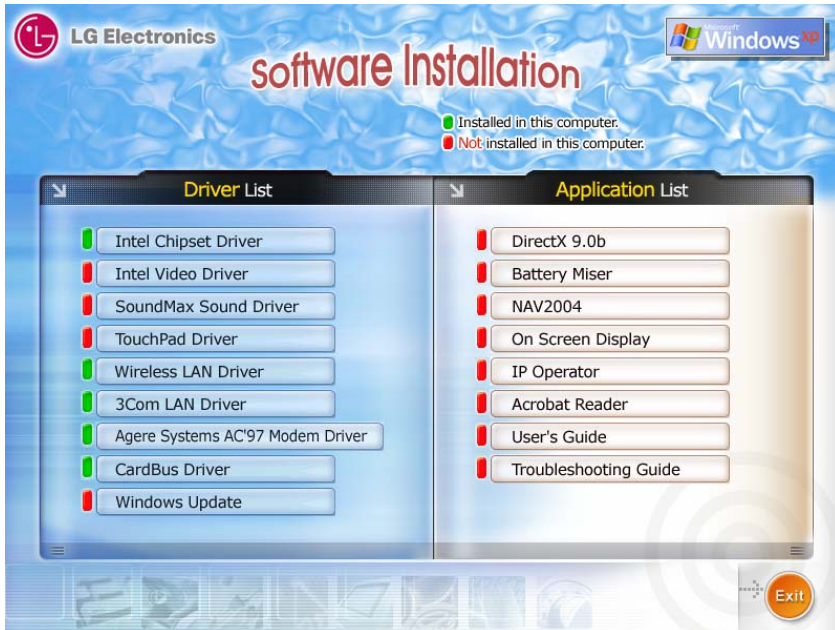 LG Electronics
Microsoft
Windows xp
Software Installation
Installed in this computer.
Not installed in this computer.
Driver List
Intel Chipset Driver
Intel Video Driver
SoundMax Sound Driver
TouchPad Driver
Wireless LAN Driver
3Com LAN Driver
Agere Systems AC'97 Modem Driver
CardBus Driver
Windows Update
Application List
DirectX 9.0b
Battery Miser
NAV2004
On Screen Display
IP Operator
Acrobat Reader
User's Guide
Troubleshooting Guide
Exit